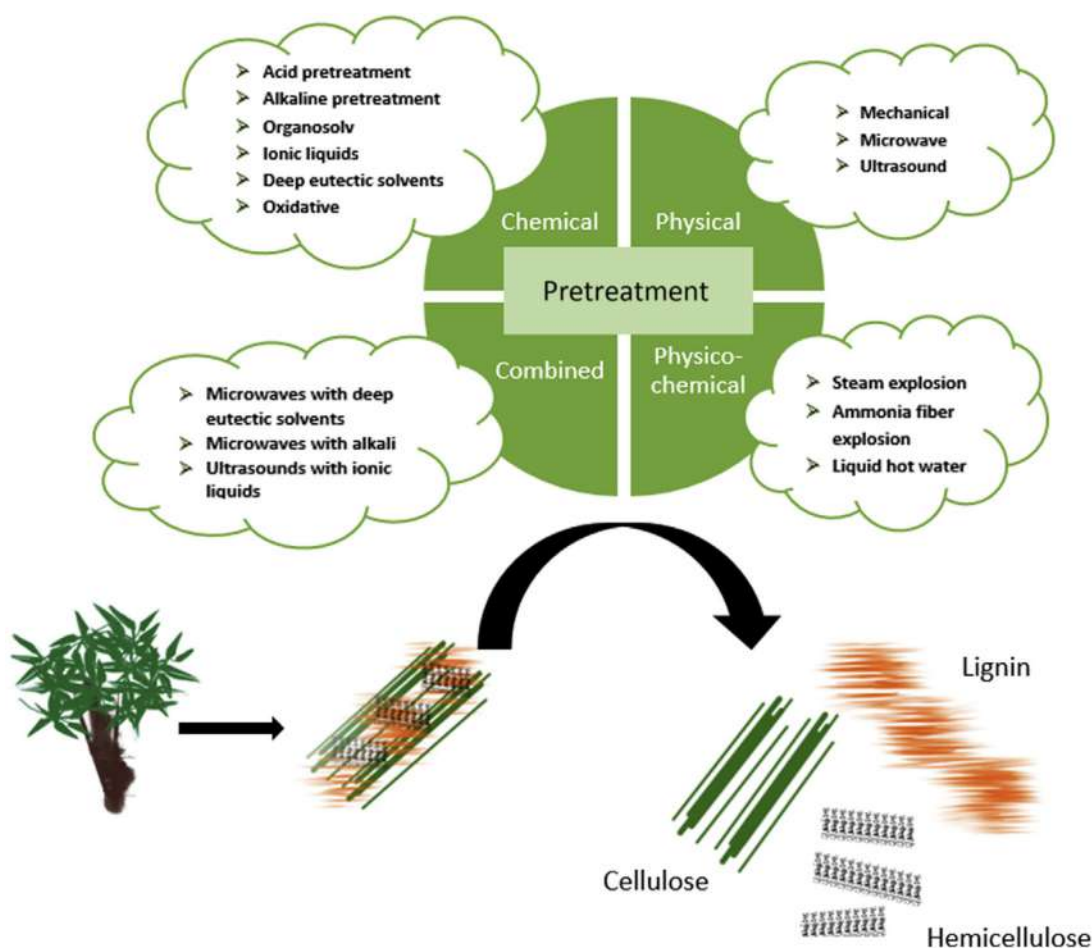 Acid pretreatment
Alkaline pretreatment
Organosolv
Ionic liquids
Deep eutectic solvents
Oxidative
Mechanical
Microwave
Ultrasound
Chemical
Physical
Pretreatment
Combined
Physico-
chemical
Microwaves with deep
eutectic solvents
Microwaves with alkali
Ultrasounds with ionic
liquids
Steam explosion
Ammonia fiber
explosion
Liquid hot water
Lignin
Cellulose
Hemicellulose